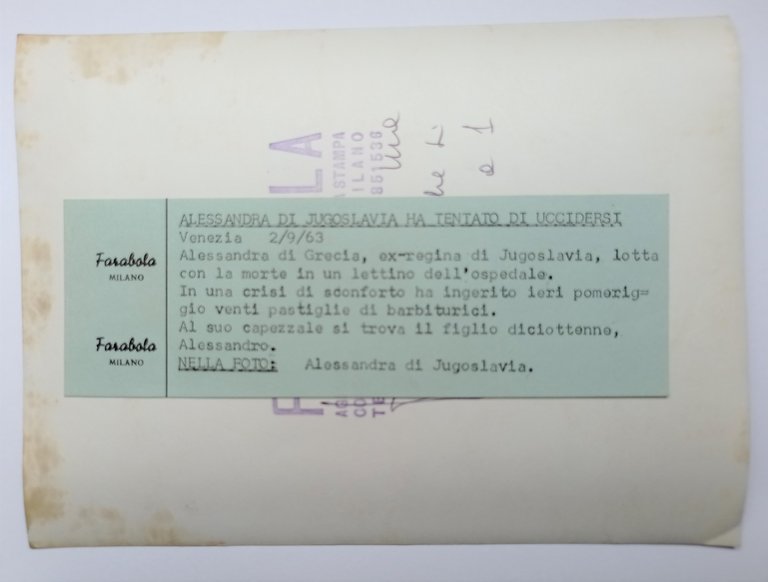 ALESSANDRA DI JUGOSLAVIA HA TENTATO DI UCCIDERSI
Venezia 2/9/63
Alessandra di Grecia, ex-regina di Jugoslavia, lotta
con la morte in un lettino dell'ospedale.
In una crisi di sconforto ha ingerito ieri pomerig=
gio venti pastiglie di barbiturici.
Al suo capezzale si trova il figlio diciottenne,
Alessandro.
NELLA FOTO: Alessandra di Jugoslavia.
Farabola
MILANO
Farabola
MILANO
STAMPA
ILANO
851536